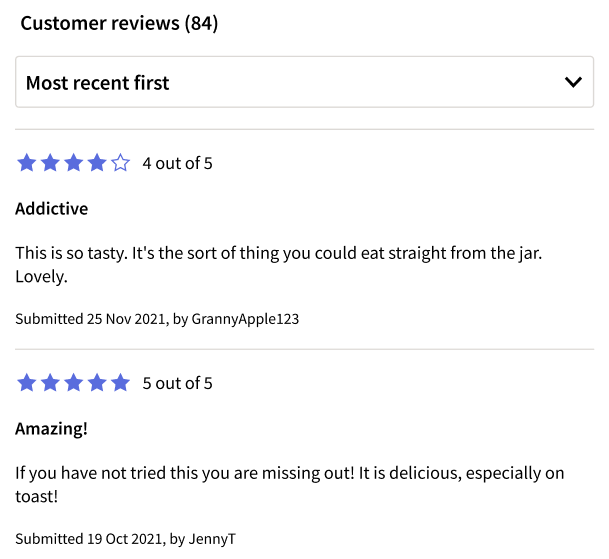 Customer reviews (84)
Most recent first
4 out of 5
Addictive
This is so tasty. It's the sort of thing you could eat straight from the jar.
Lovely.
Submitted 25 Nov 2021, by GrannyApple123
5 out of 5
Amazing!
If you have not tried this you are missing out! It is delicious, especially on
toast!
Submitted 19 Oct 2021, by JennyT